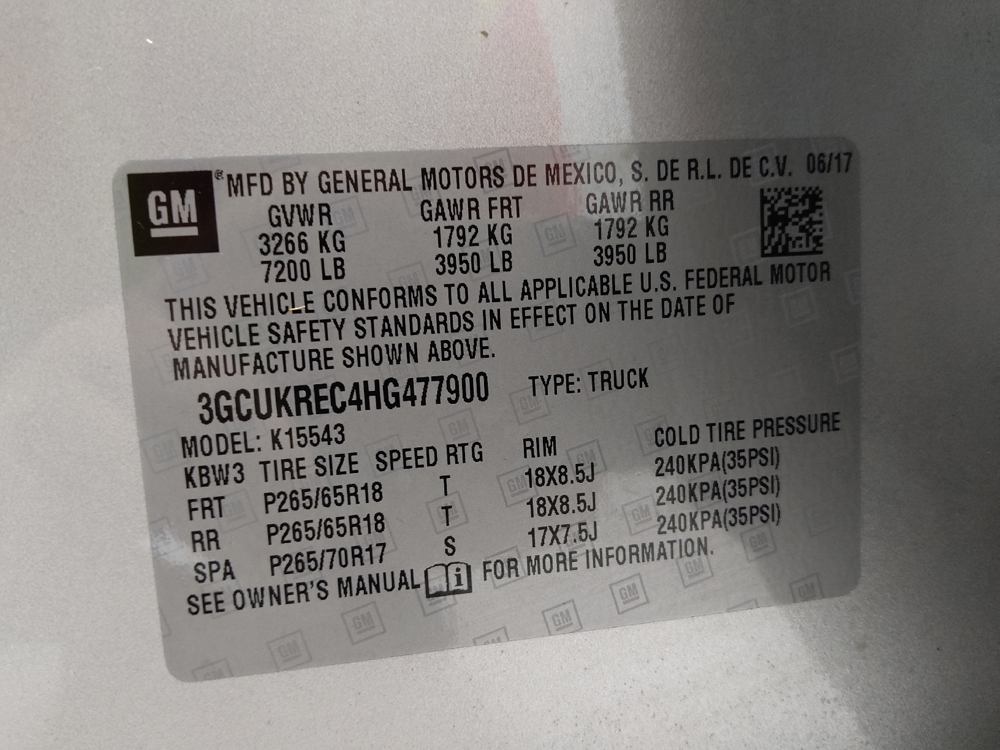 GM ® MFD BY GENERAL MOTORS DE MEXICO, S. DE R.L. DE C.V. 06/17
GVWR GAWR FRT GAWR RR
3266 KG 1792 KG 1792 KG
7200 LB 3950 LB 3950 LB
THIS VEHICLE CONFORMS TO ALL APPLICABLE U.S. FEDERAL MOTOR
VEHICLE SAFETY STANDARDS IN EFFECT ON THE DATE OF
MANUFACTURE SHOWN ABOVE.
3GCUKREC4HG477900 TYPE: TRUCK
MODEL: K15543
KBW3 TIRE SIZE SPEED RTG RIM COLD TIRE PRESSURE
FRT P265/65R18 T 18X8.5J 240KPA(35PSI)
RR P265/65R18 T 18X8.5J 240KPA(35PSI)
SPA P265/70R17 S 17X7.5J 240KPA(35PSI)
SEE OWNER'S MANUAL i FOR MORE INFORMATION.